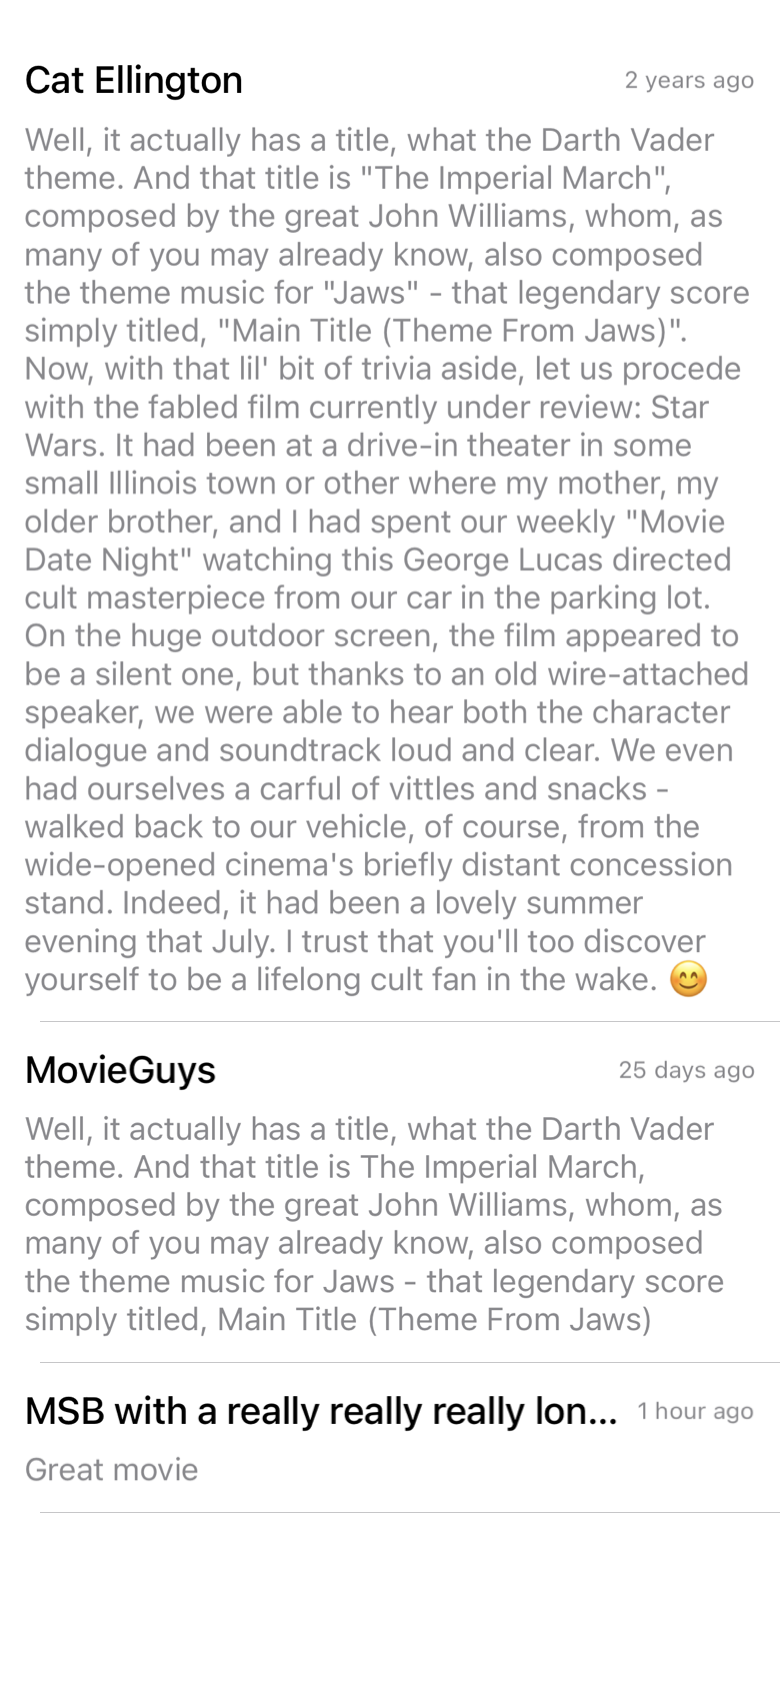 Cat Ellington
2 years ago
Well, it actually has a title, what the Darth Vader
theme. And that title is "The Imperial March",
composed by the great John Williams, whom, as
many of you may already know, also composed
the theme music for "Jaws" - that legendary score
simply titled, "Main Title (Theme From Jaws)".
Now, with that lil' bit of trivia aside, let us procede
with the fabled film currently under review: Star
Wars. It had been at a drive-in theater in some
small Illinois town or other where my mother, my
older brother, and I had spent our weekly "Movie
Date Night" watching this George Lucas directed
cult masterpiece from our car in the parking lot.
On the huge outdoor screen, the film appeared to
be a silent one, but thanks to an old wire-attached
speaker, we were able to hear both the character
dialogue and soundtrack loud and clear. We even
had ourselves a carful of vittles and snacks -
walked back to our vehicle, of course, from the
wide-opened cinema's briefly distant concession
stand. Indeed, it had been a lovely summer
evening that July. I trust that you'll too discover
yourself to be a lifelong cult fan in the wake. 😊
MovieGuys
25 days ago
Well, it actually has a title, what the Darth Vader
theme. And that title is The Imperial March,
composed by the great John Williams, whom, as
many of you may already know, also composed
the theme music for Jaws - that legendary score
simply titled, Main Title (Theme From Jaws)
MSB with a really really really lon...
1 hour ago
Great movie